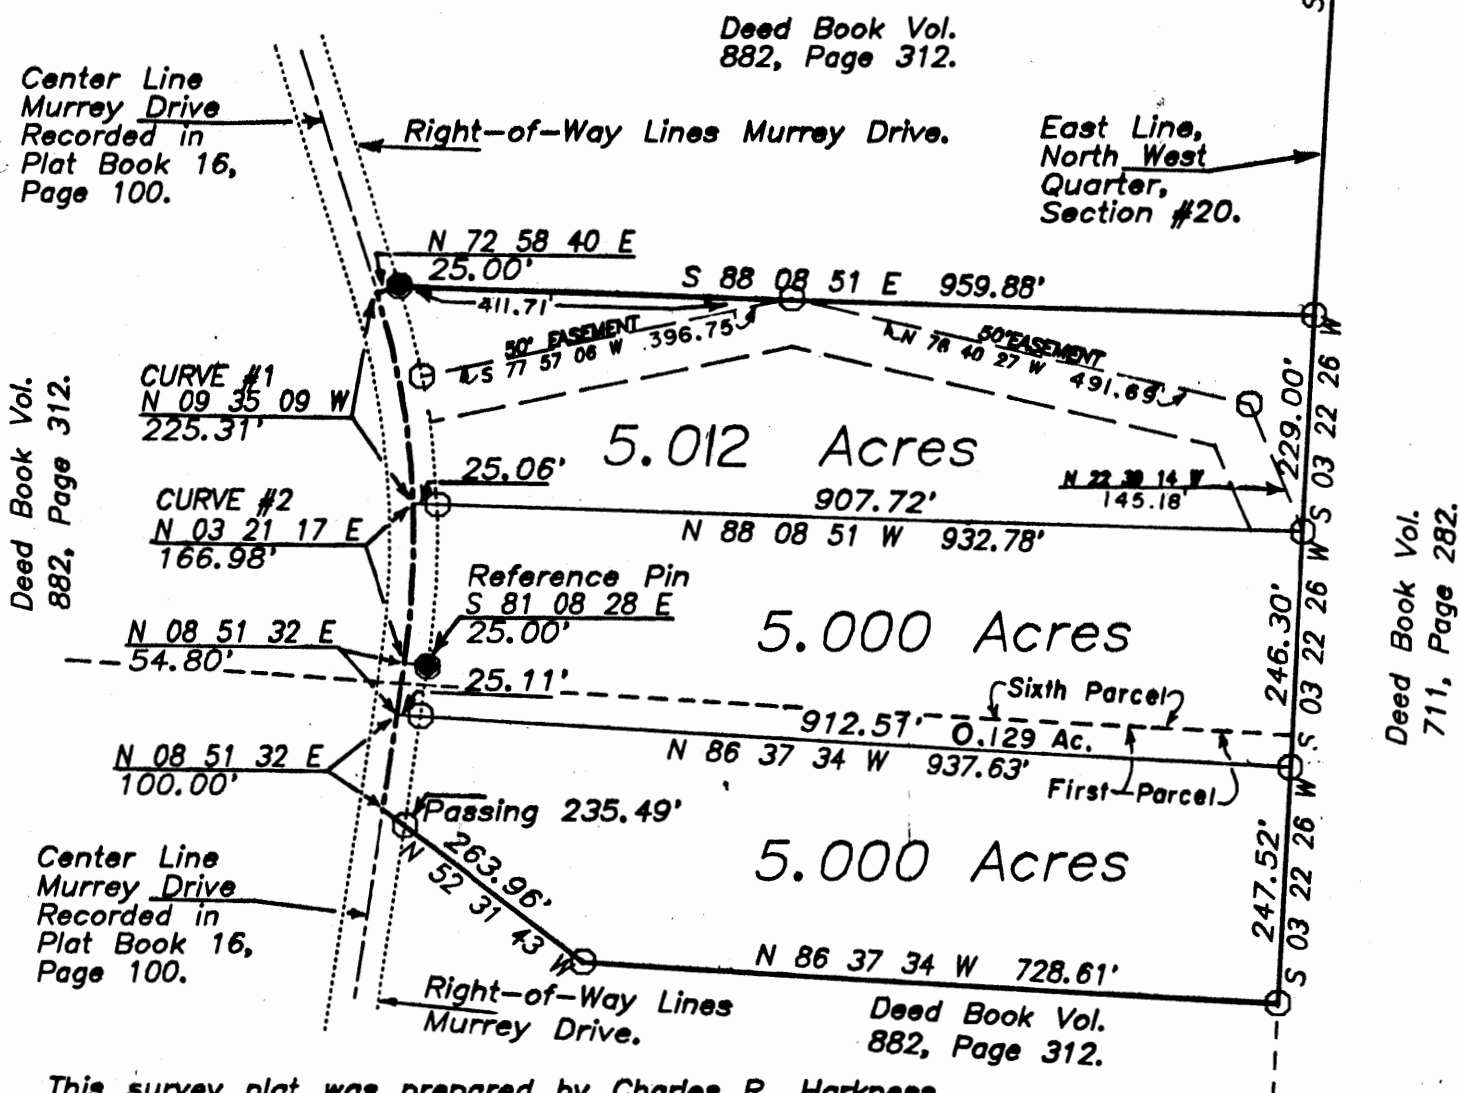 Deed Book Vol.
882, Page 312.
Center Line
Murrey Drive
Recorded in
Plat Book 16,
Page 100.
Right-of-Way Lines Murrey Drive.
East Line,
North West
Quarter,
Section #20.
N 72 58 40 E
25.00'
S 88 08 51 E 959.88'
411.71'
50' EASEMENT
S 77 57 06 W 396.75'
50' EASEMENT
N 78 40 27 W 491.69'
S 03 22 26 W
229.00'
CURVE #1
N 09 35 09 W
225.31'
Deed Book Vol.
882, Page 312.
5.012 Acres
25.06'
N 22 30 14 W
145.18'
907.72'
N 88 08 51 W 932.78'
CURVE #2
N 03 21 17 E
166.98'
Reference Pin
S 81 08 28 E
25.00'
5.000 Acres
S 03 22 26 W
246.30'
Deed Book Vol.
711, Page 282.
N 08 51 32 E
54.80'
25.11'
Sixth Parcel
912.57'
0.129 Ac.
N 86 37 34 W 937.63'
First Parcel
N 08 51 32 E
100.00'
Passing 235.49'
263.96'
N 52 31 43 W
5.000 Acres
S 03 22 26 W
247.52'
Center Line
Murrey Drive
Recorded in
Plat Book 16,
Page 100.
N 86 37 34 W 728.61'
Right-of-Way Lines
Murrey Drive.
Deed Book Vol.
882, Page 312.
This survey plat was prepared by Charles R. Harkness